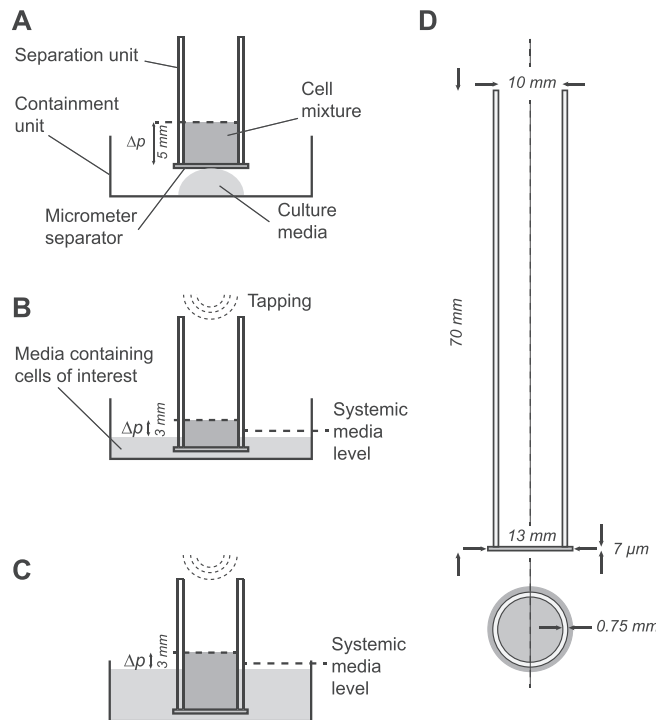 A
Separation unit
Containment
unit
Δp
5 mm
Cell
mixture
Micrometer
separator
Culture
media
B
Tapping
Media containing
cells of interest
Δp
3 mm
Systemic
media
level
C
Δp
3 mm
Systemic
media
level
D
10 mm
70 mm
13 mm
7 μm
0.75 mm